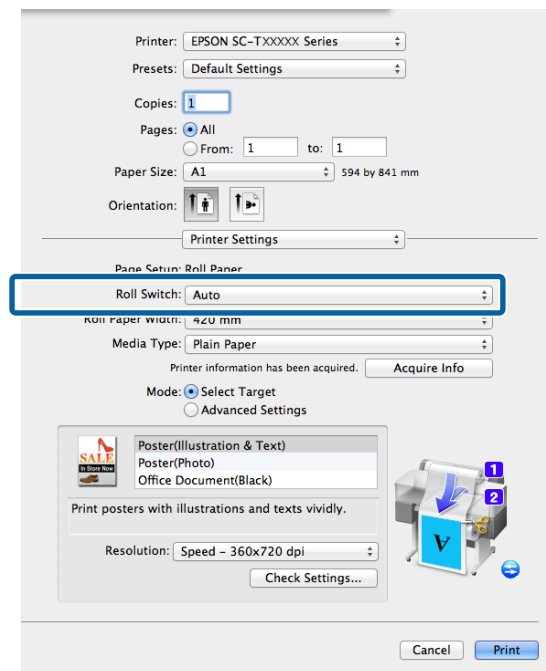 Printer: EPSON SC-TXXXXX Series
Presets: Default Settings
Copies: 1
Pages: All
From: 1 to: 1
Paper Size: A1 594 by 841 mm
Orientation:
Printer Settings
Page Setup: Roll Paper
Roll Switch: Auto
Roll Paper Width: 420 mm
Media Type: Plain Paper
Printer information has been acquired. Acquire Info
Mode: Select Target
Advanced Settings
SALE
In Store Now
Poster(Illustration & Text)
Poster(Photo)
Office Document(Black)
Print posters with illustrations and texts vividly.
Resolution: Speed - 360x720 dpi
Check Settings...
1
2
A
Cancel Print